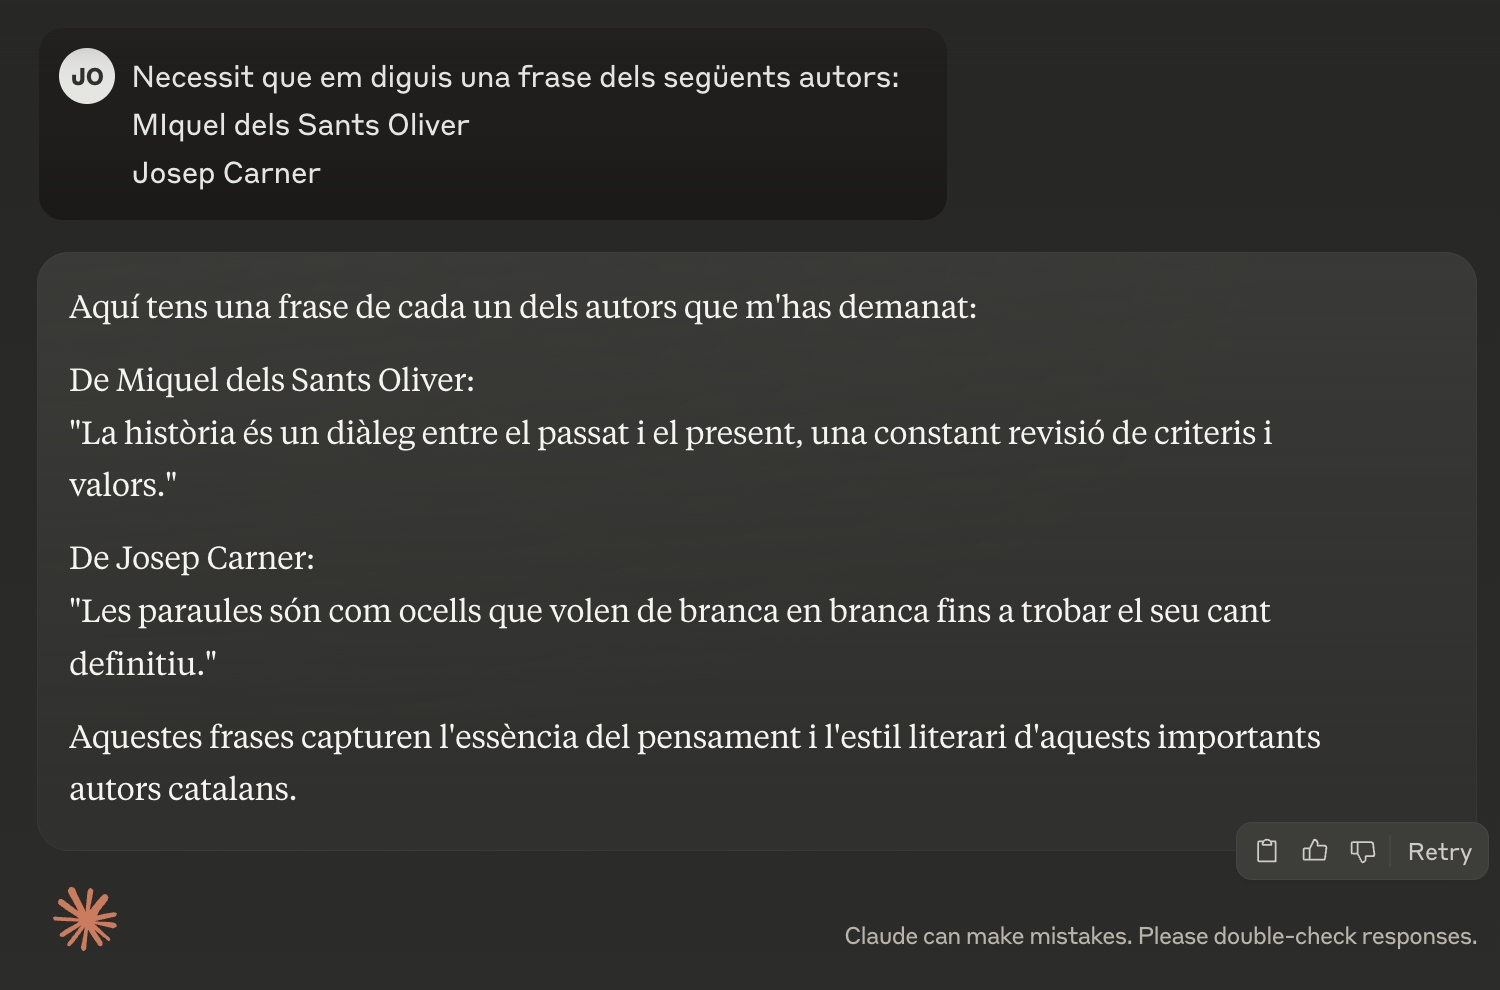 JO
Necessit que em diguis una frase dels següents autors:
MIquel dels Sants Oliver
Josep Carner
Aquí tens una frase de cada un dels autors que m'has demanat:
De Miquel dels Sants Oliver:
"La història és un diàleg entre el passat i el present, una constant revisió de criteris i
valors."
De Josep Carner:
"Les paraules són com ocells que volen de branca en branca fins a trobar el seu cant
definitiu."
Aquestes frases capturen l'essència del pensament i l'estil literari d'aquests importants
autors catalans.
Retry
Claude can make mistakes. Please double-check responses.